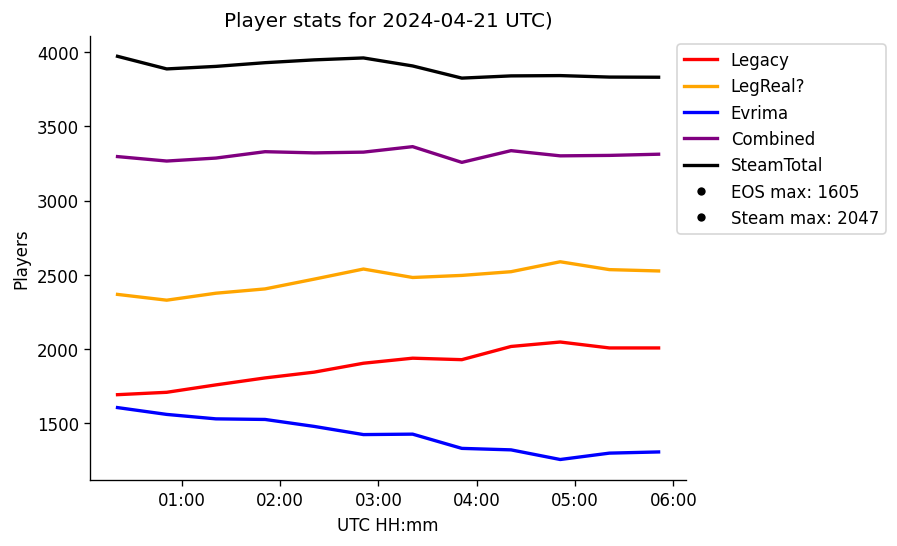 Player stats for 2024-04-21 UTC)
4000
3500
3000
2500
2000
1500
Players
01:00
02:00
03:00
04:00
05:00
06:00
UTC HH:mm
Legacy
LegReal?
Evrima
Combined
SteamTotal
EOS max: 1605
Steam max: 2047